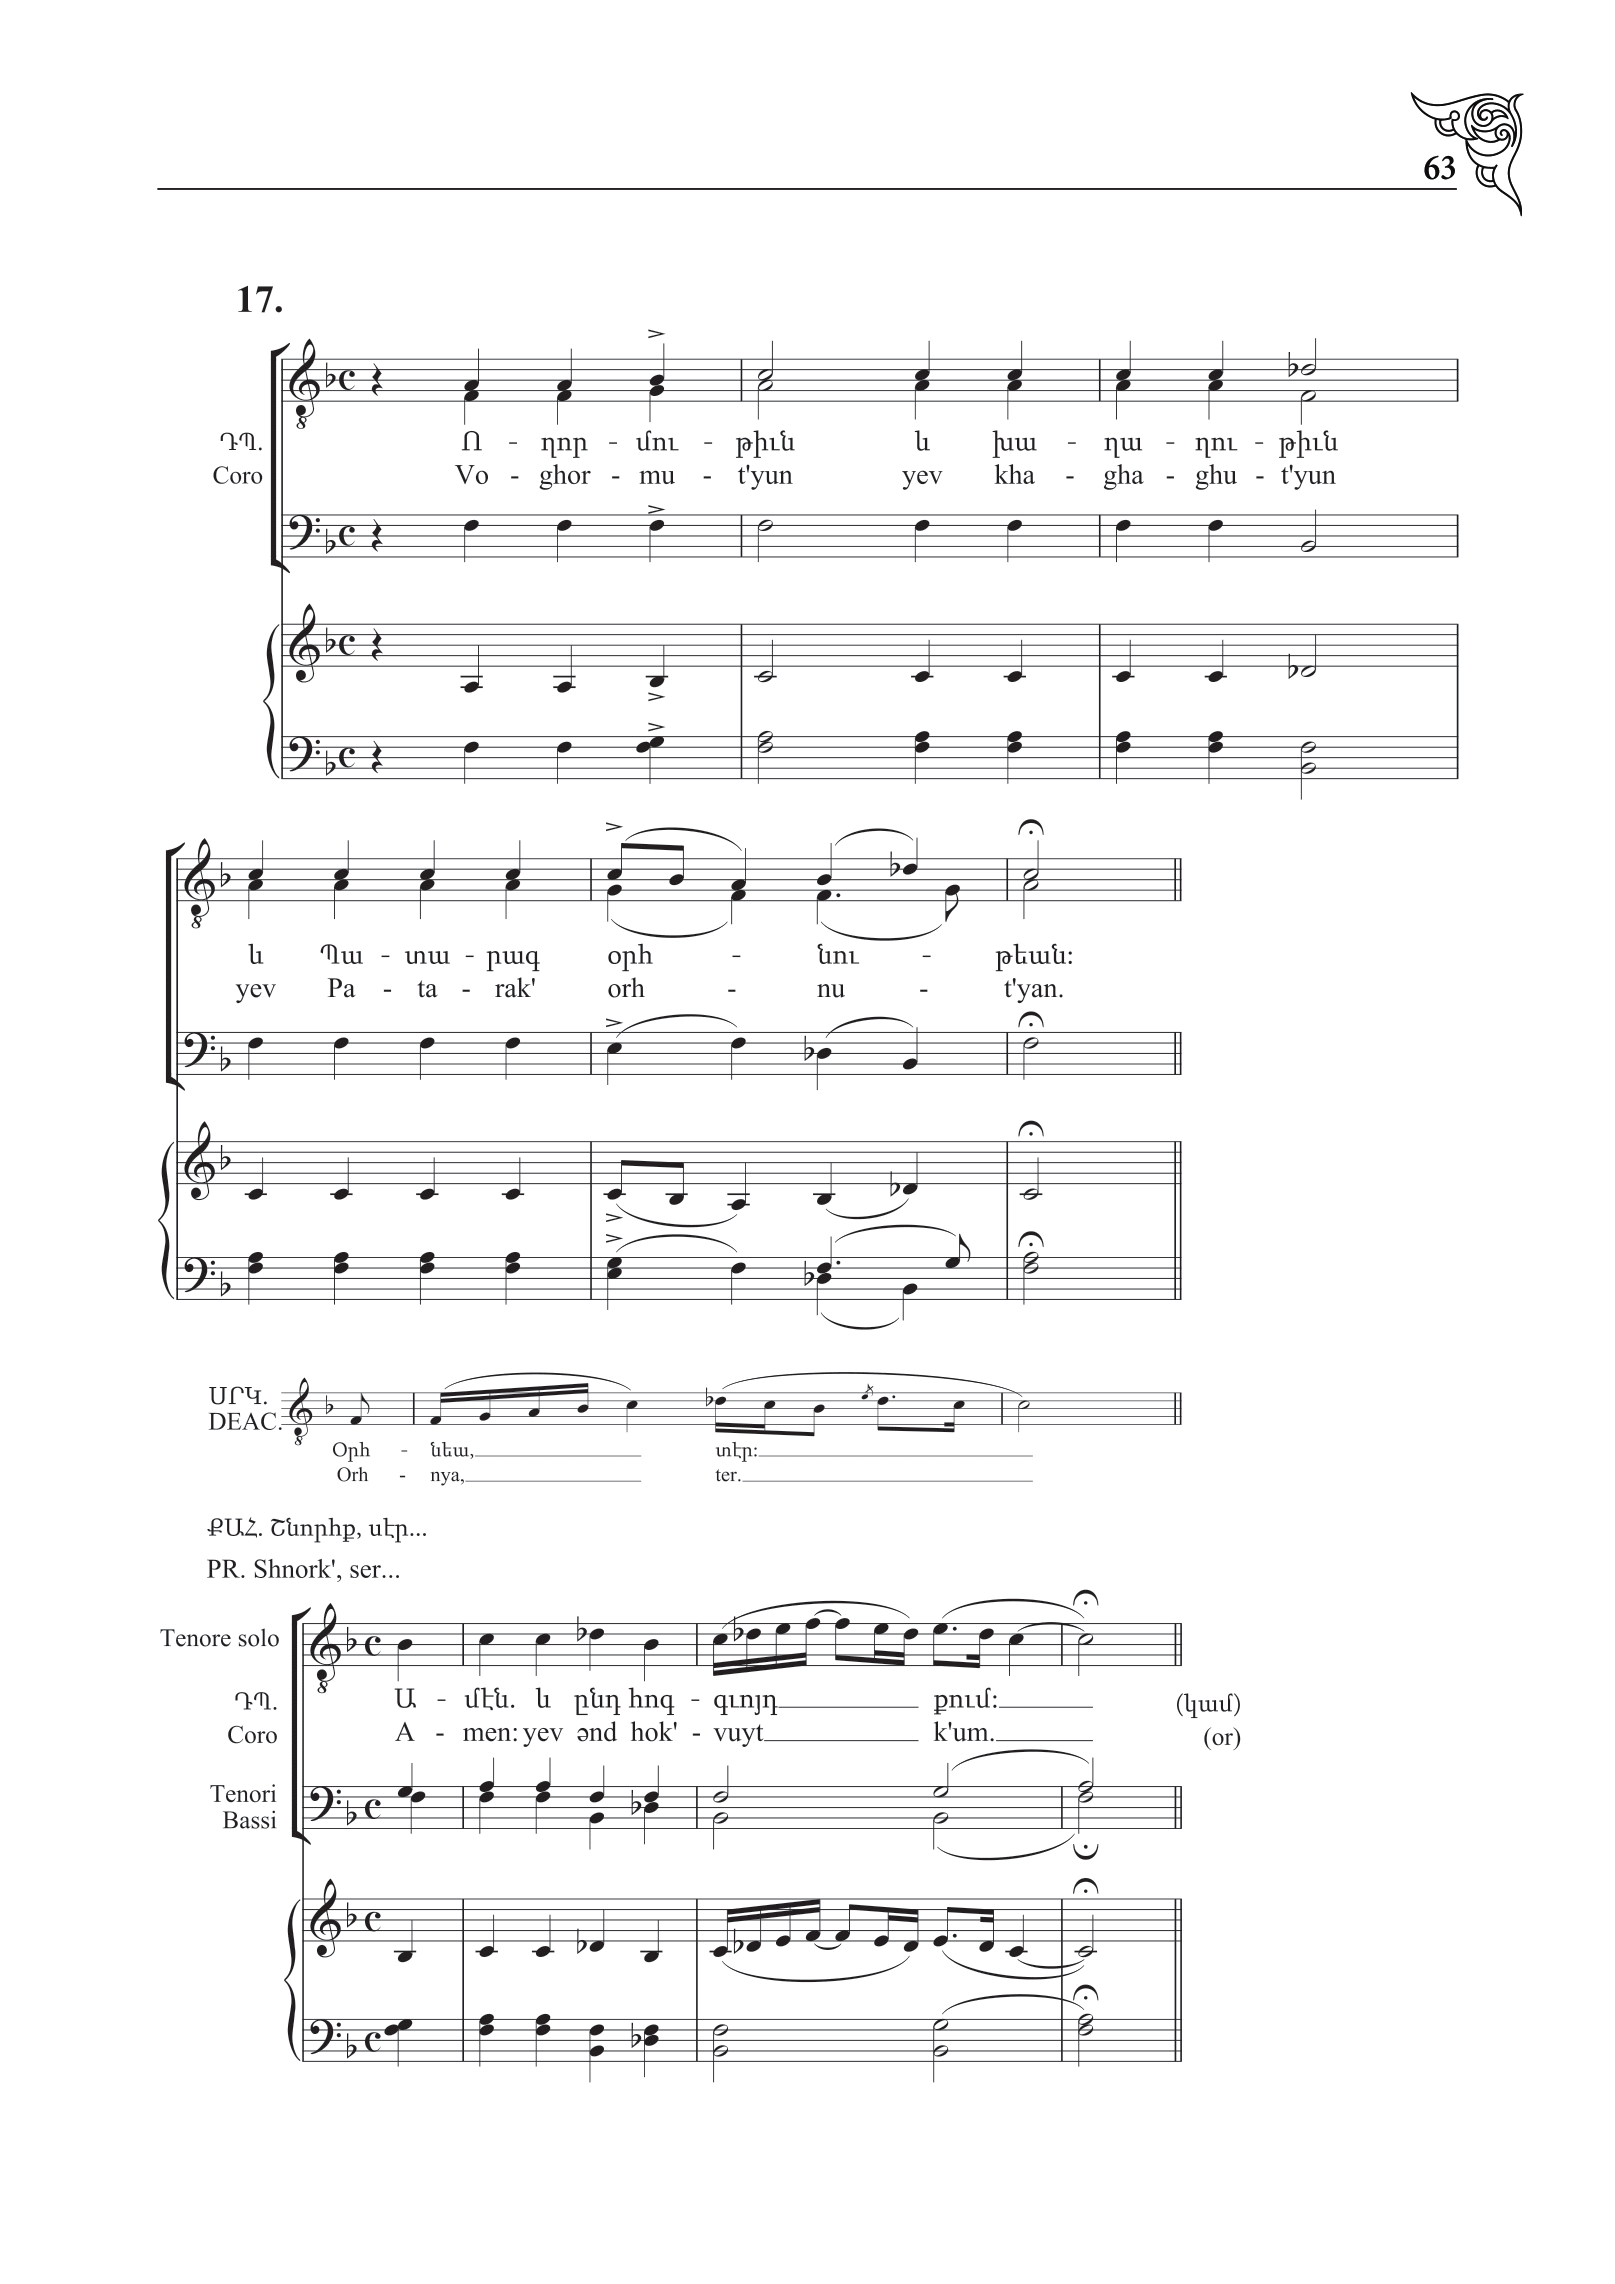 63
17.
ԴՊ. Ո - ղոր - մու - թիւն և խա - ղա - ղու - թիւն
Coro Vo - ghor - mu - t'yun yev kha - gha - ghu - t'yun
և Պա - տա - րագ օրհ - նու - թեան:
yev Pa - ta - rak' orh - nu - t'yan.
ՍՐԿ.
DEAC.
Օրհ - նեա, տէր:
Orh - nya, ter.
ՔԱՀ. Շնորհք, սէր...
PR. Shnork', ser...
Tenore solo
ԴՊ. Ա - մէն. և ընդ հոգ - գւոյդ քում: (կամ)
Coro A - men: yev ənd hok' - vuyt k'um. (or)
Tenori
Bassi